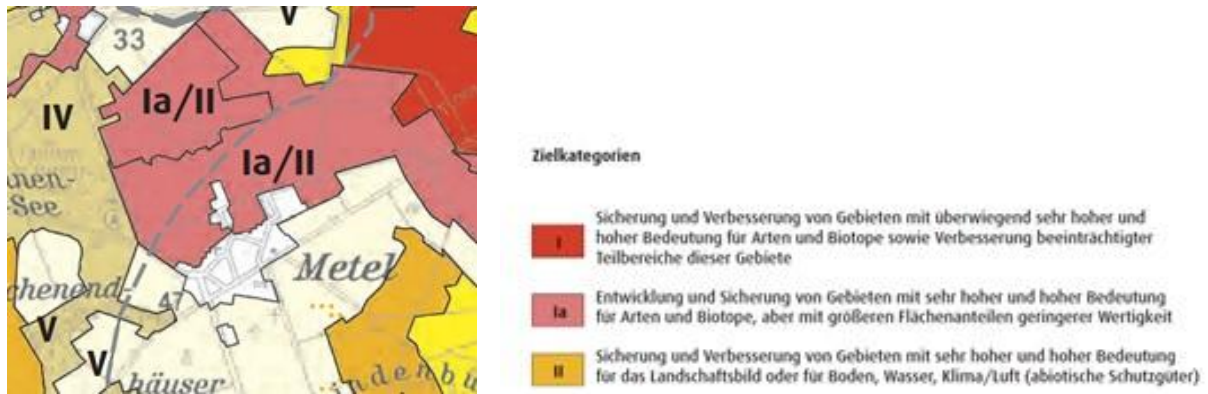 V
33
Ia/II
IV
Ia/II
nen-
See
Metel
chenend-
47
V
V
häuser
ndenbu
Zielkategorien
I
Sicherung und Verbesserung von Gebieten mit überwiegend sehr hoher und
hoher Bedeutung für Arten und Biotope sowie Verbesserung beeinträchtigter
Teilbereiche dieser Gebiete
Ia
Entwicklung und Sicherung von Gebieten mit sehr hoher und hoher Bedeutung
für Arten und Biotope, aber mit größeren Flächenanteilen geringerer Wertigkeit
II
Sicherung und Verbesserung von Gebieten mit sehr hoher und hoher Bedeutung
für das Landschaftsbild oder für Boden, Wasser, Klima/Luft (abiotische Schutzgüter)